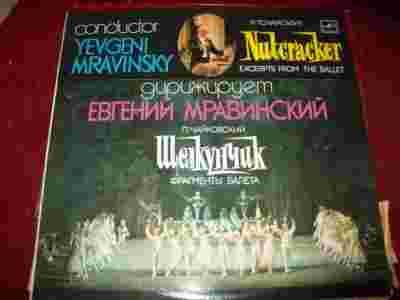 conductor
YEVGENI
MRAVINSKY
P. TCHAIKOVSKY
Nutcracker
EXCERPTS FROM THE BALLET
дирижирует
ЕВГЕНИЙ МРАВИНСКИЙ
П. ЧАЙКОВСКИЙ
Щелкунчик
ФРАГМЕНТЫ БАЛЕТА